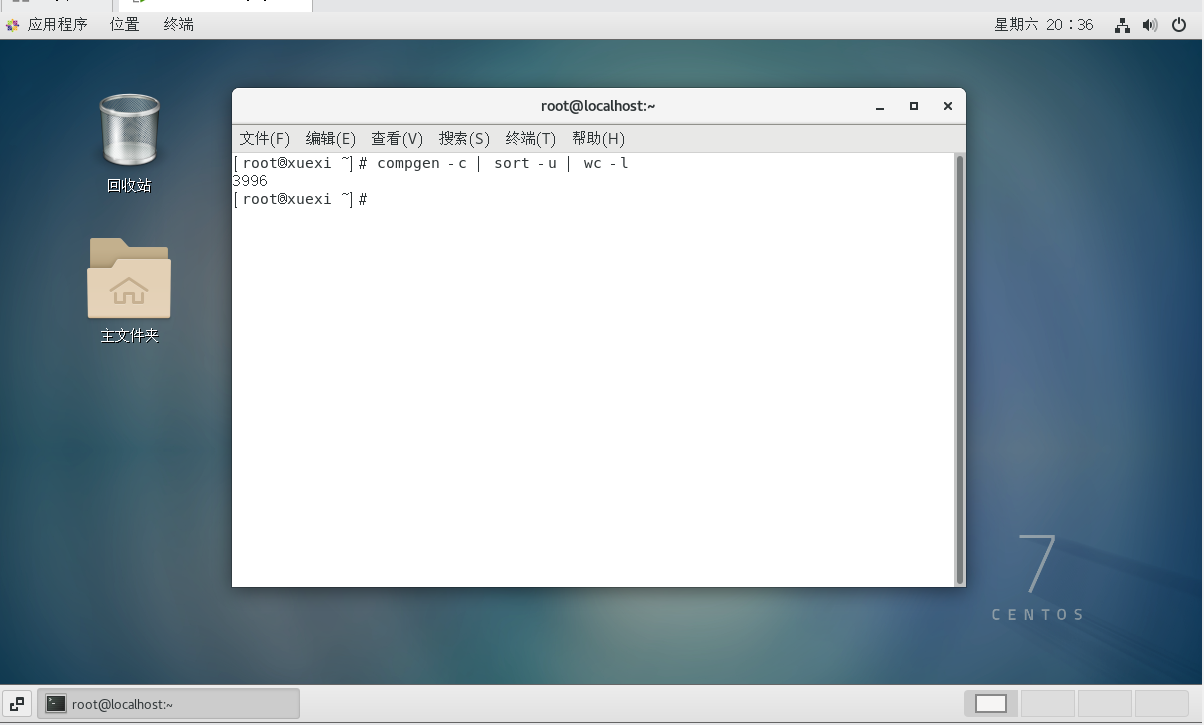 应用程序 位置 终端 星期六 20：36
回收站
主文件夹
root@localhost:~
文件(F) 编辑(E) 查看(V) 搜索(S) 终端(T) 帮助(H)
[root@xuexi ~]# compgen -c | sort -u | wc -l
3996
[root@xuexi ~]#
7
CENTOS
root@localhost:~